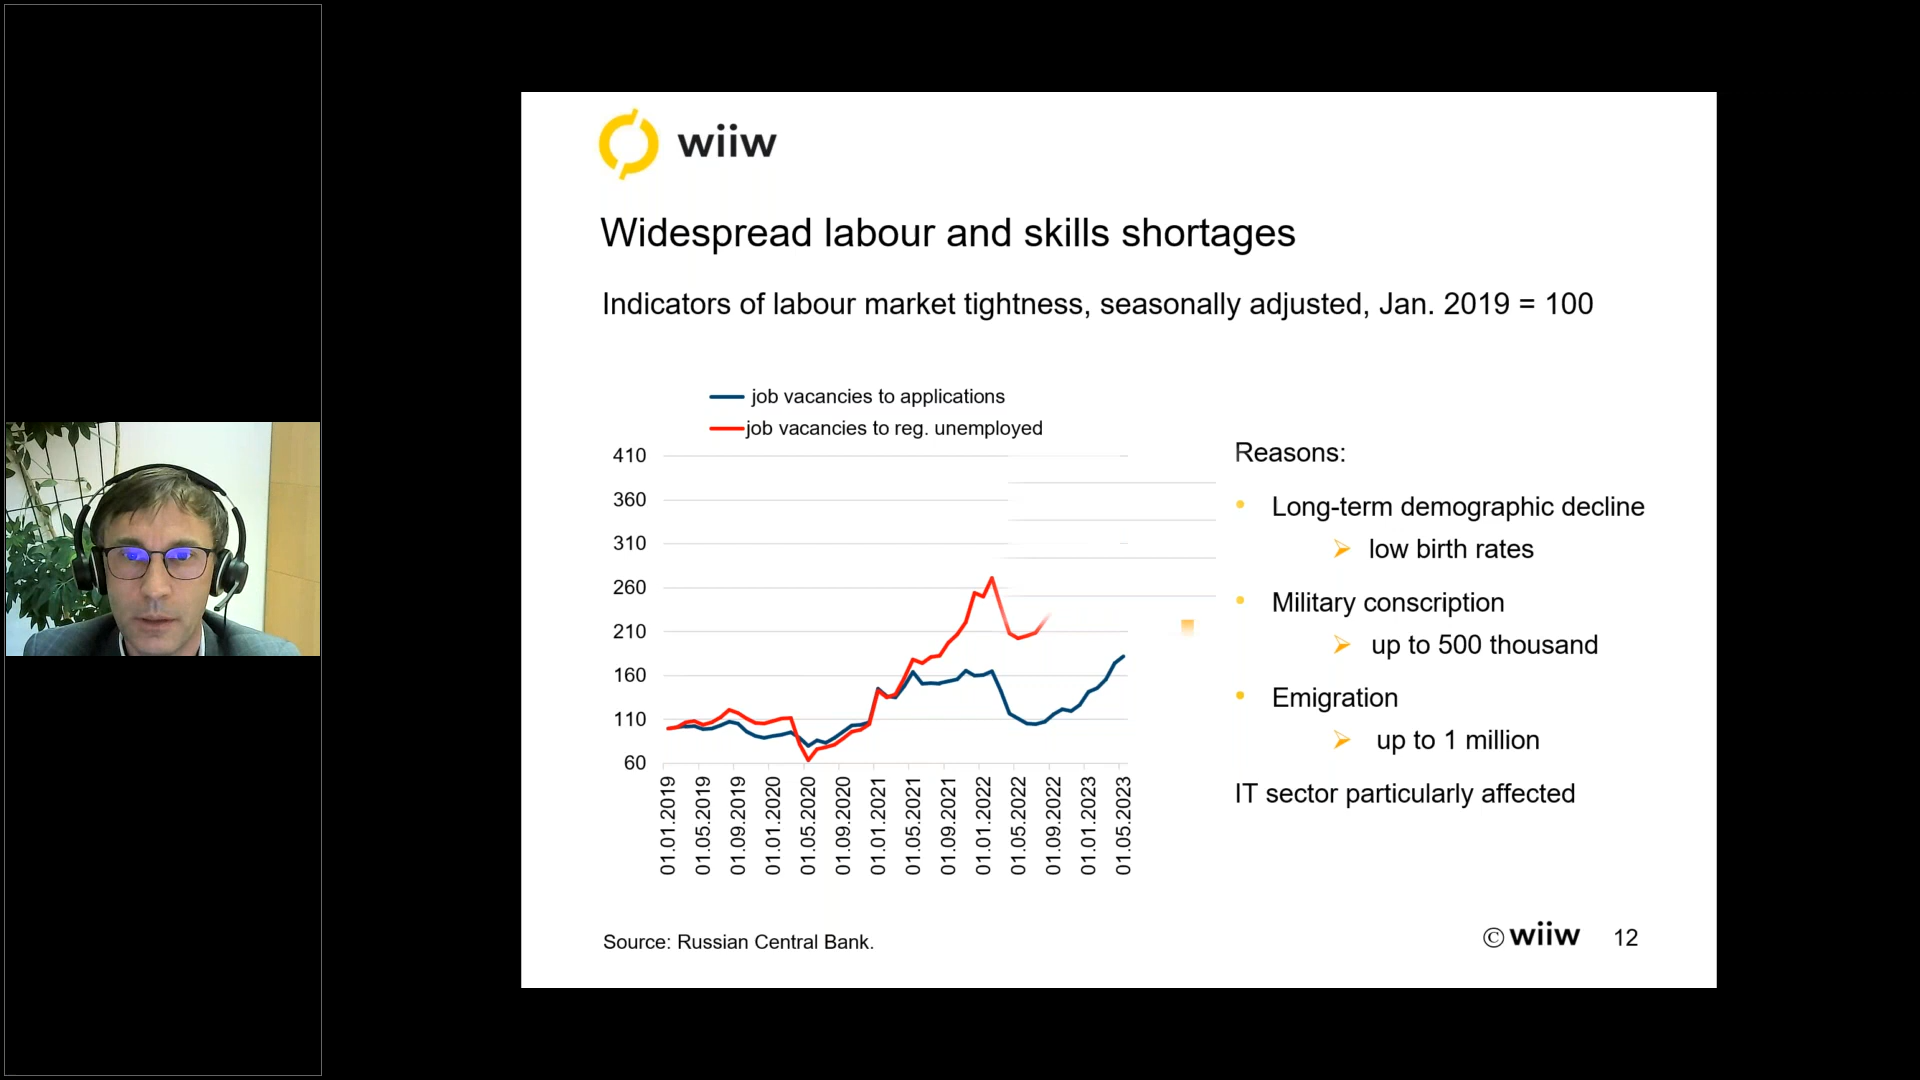 wiiw
Widespread labour and skills shortages
Indicators of labour market tightness, seasonally adjusted, Jan. 2019 = 100
job vacancies to applications
job vacancies to reg. unemployed
410
360
310
260
210
160
110
60
01.01.2019
01.05.2019
01.09.2019
01.01.2020
01.05.2020
01.09.2020
01.01.2021
01.05.2021
01.09.2021
01.01.2022
01.05.2022
01.09.2022
01.01.2023
01.05.2023
Reasons:
• Long-term demographic decline
➢ low birth rates
• Military conscription
➢ up to 500 thousand
• Emigration
➢ up to 1 million
IT sector particularly affected
Source: Russian Central Bank.
© wiiw 12